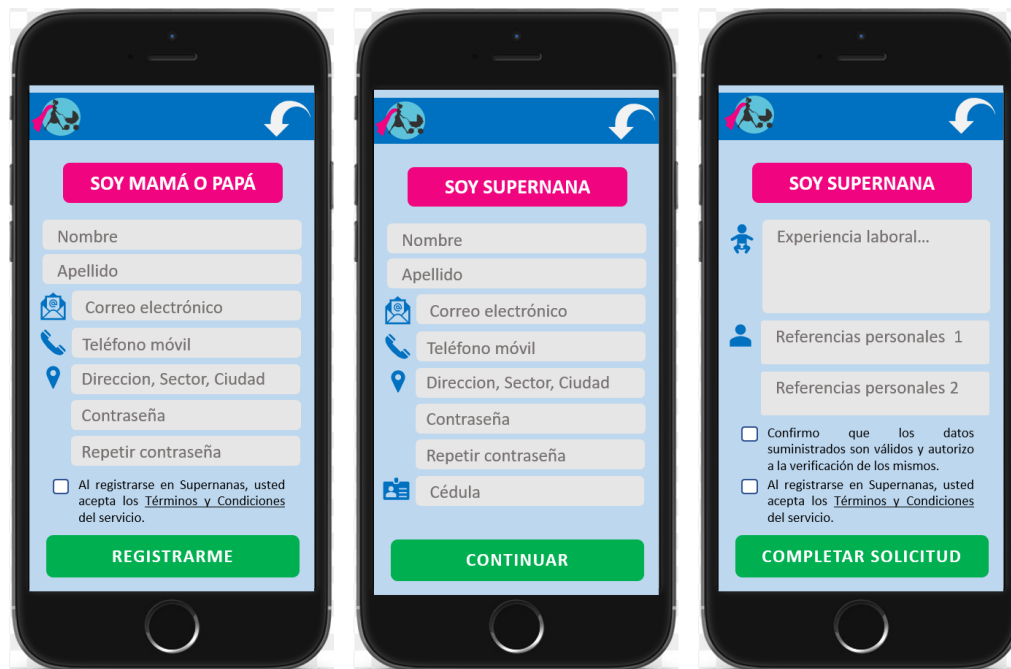 SOY MAMÁ O PAPÁ
Nombre
Apellido
Correo electrónico
Teléfono móvil
Direccion, Sector, Ciudad
Contraseña
Repetir contraseña
Al registrarse en Supernanas, usted
acepta los Términos y Condiciones
del servicio.
REGISTRARME
SOY SUPERNANA
Nombre
Apellido
Correo electrónico
Teléfono móvil
Direccion, Sector, Ciudad
Contraseña
Repetir contraseña
Cédula
CONTINUAR
SOY SUPERNANA
Experiencia laboral...
Referencias personales 1
Referencias personales 2
Confirmo que los datos
suministrados son válidos y autorizo
a la verificación de los mismos.
Al registrarse en Supernanas, usted
acepta los Términos y Condiciones
del servicio.
COMPLETAR SOLICITUD